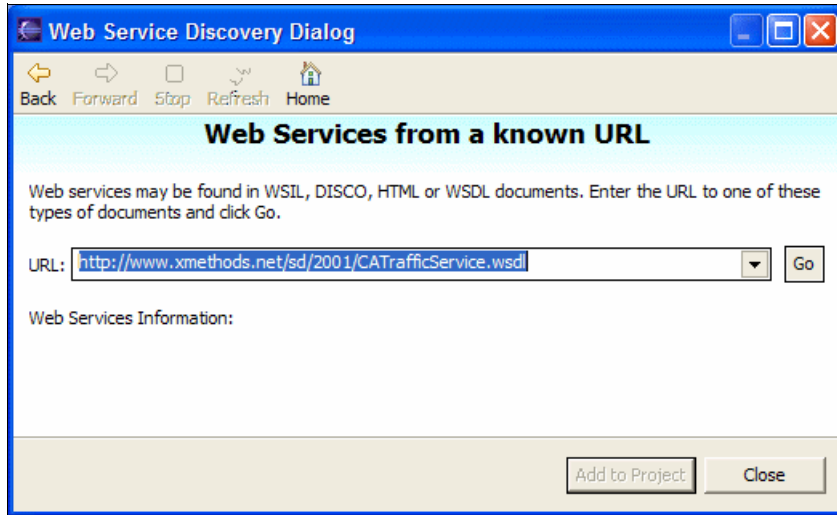 Web Service Discovery Dialog
Back Forward Stop Refresh Home
Web Services from a known URL
Web services may be found in WSIL, DISCO, HTML or WSDL documents. Enter the URL to one of these
types of documents and click Go.
URL: http://www.xmethods.net/sd/2001/CATrafficService.wsdl Go
Web Services Information:
Add to Project Close